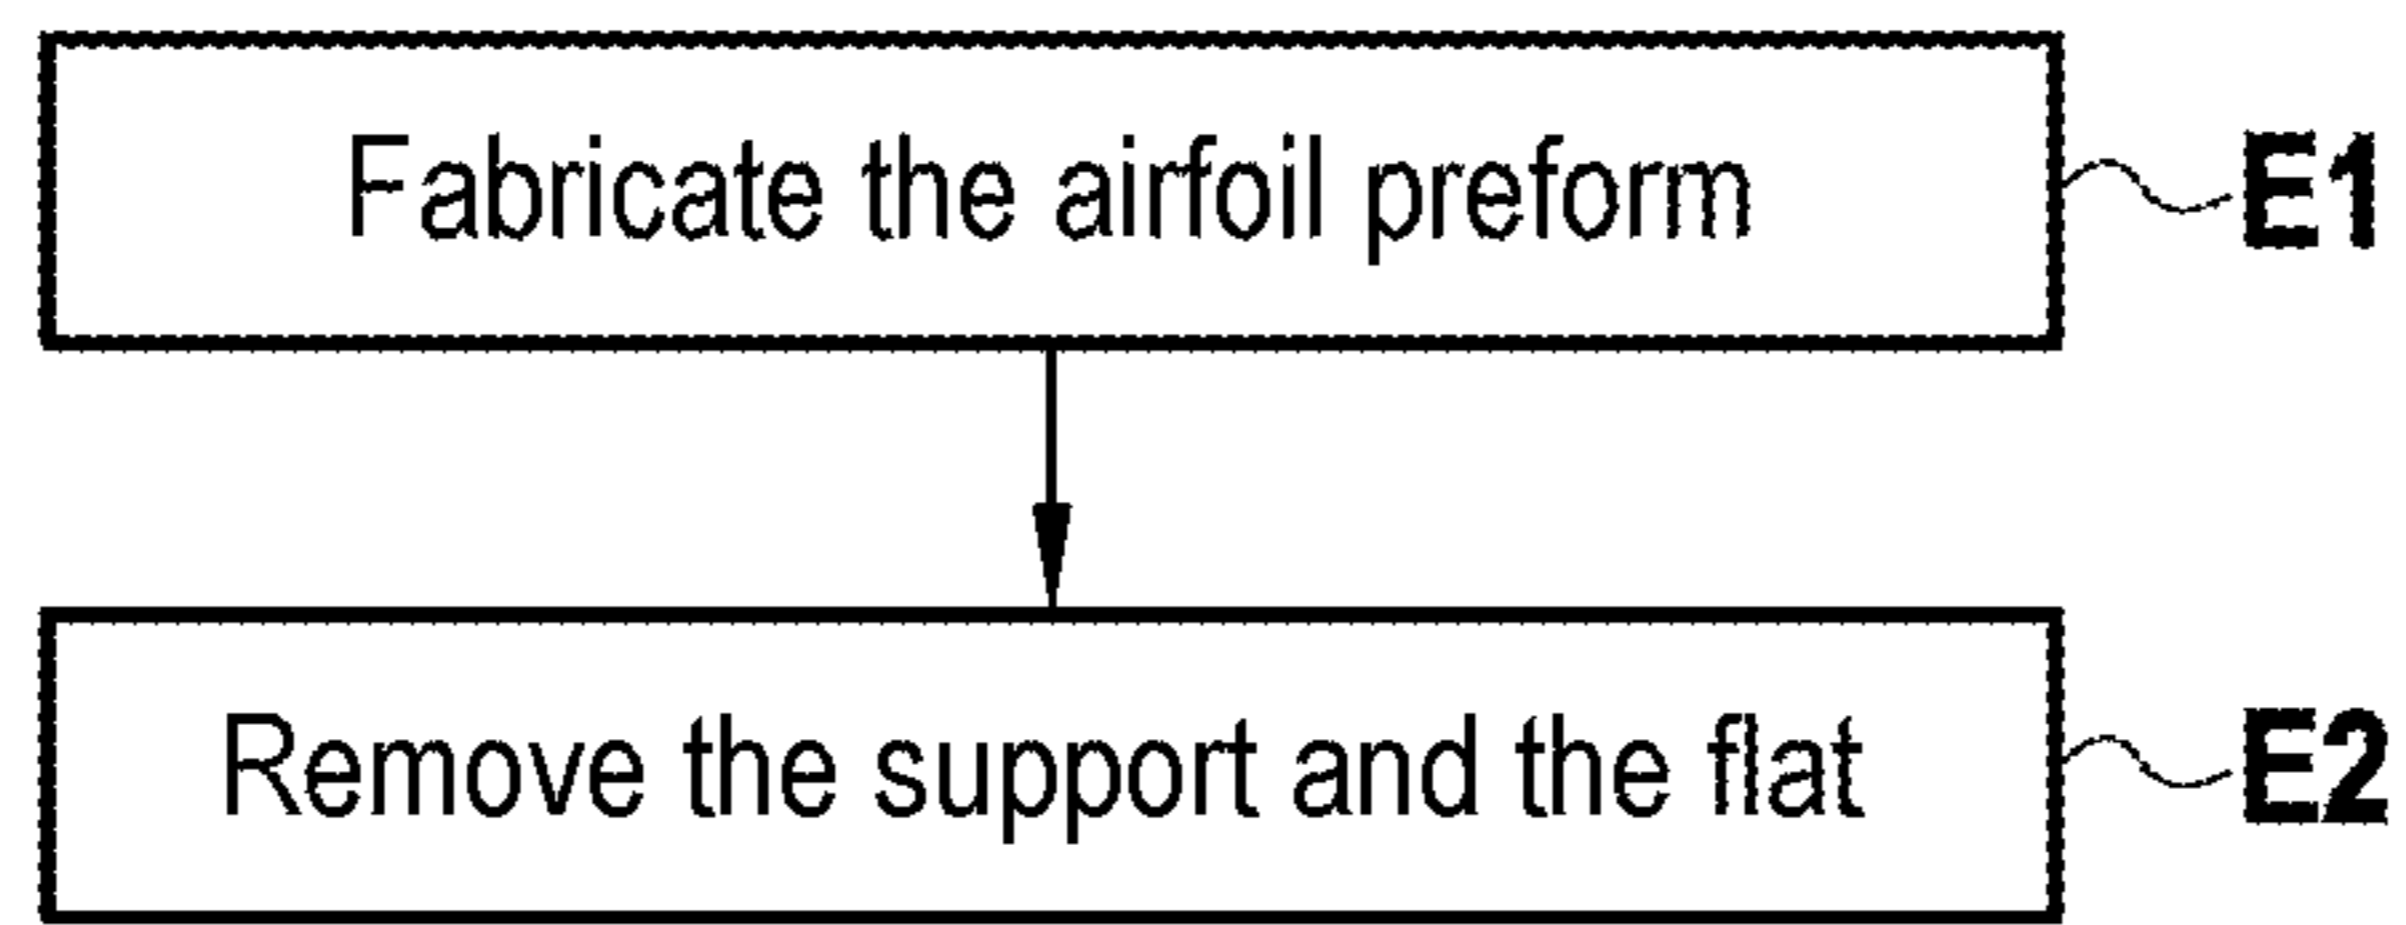 Fabricate the airfoil preform
E1
Remove the support and the flat
E2